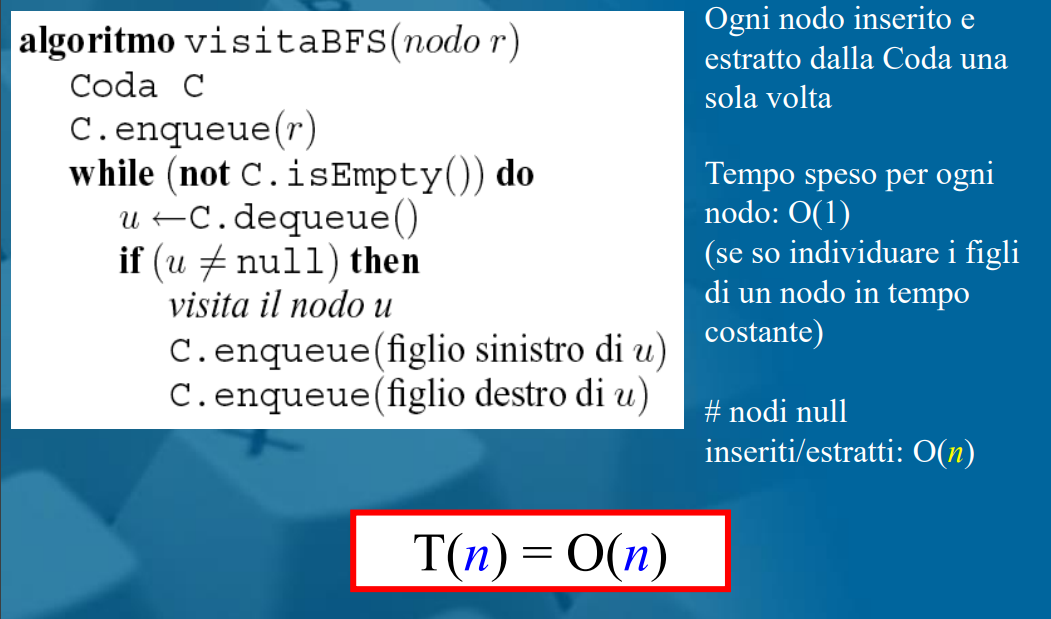 algoritmo visitaBFS(nodo r)
Coda C
C.enqueue(r)
while (not C.isEmpty()) do
u ←C.dequeue()
if (u ≠ null) then
visita il nodo u
C.enqueue(figlio sinistro di u)
C.enqueue(figlio destro di u)
Ogni nodo inserito e
estratto dalla Coda una
sola volta
Tempo speso per ogni
nodo: O(1)
(se so individuare i figli
di un nodo in tempo
costante)
# nodi null
inseriti/estratti: O(n)
T(n) = O(n)